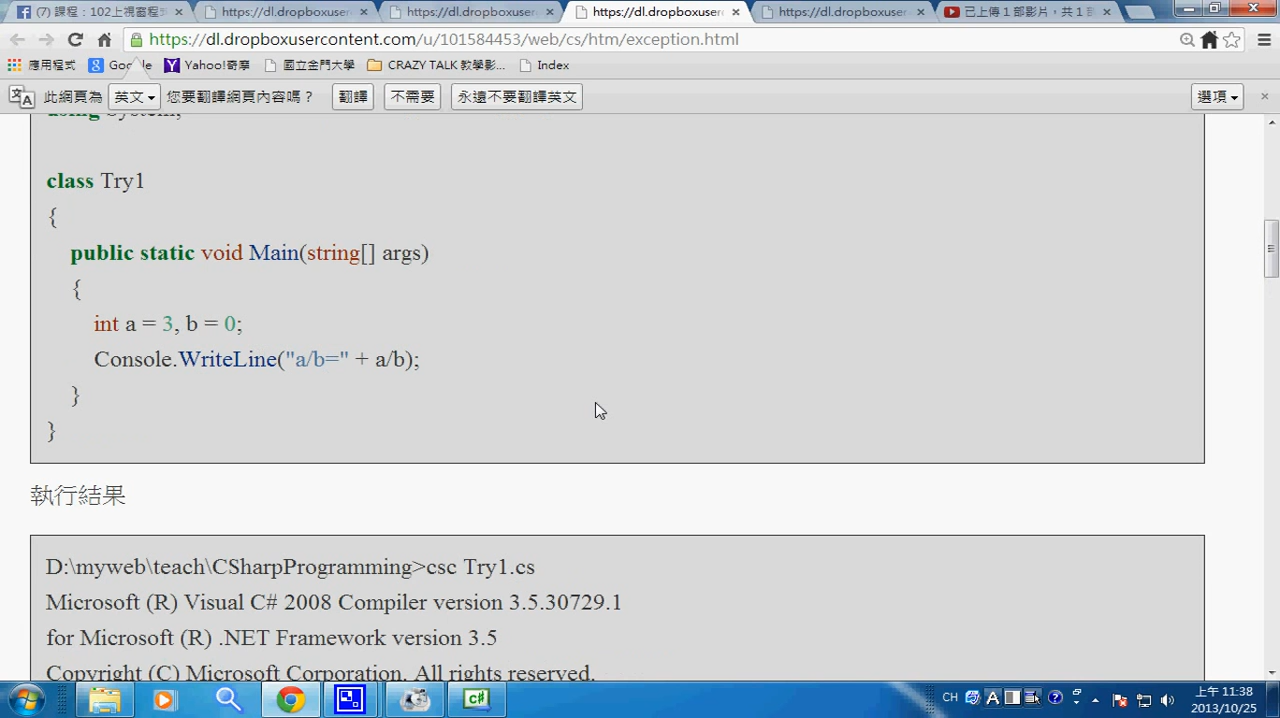 (7) 課程：102上視窗程式
https://dl.dropboxuser
https://dl.dropboxuser
https://dl.dropboxuser
https://dl.dropboxuser
已上傳 1 部影片，共 1 部
https://dl.dropboxusercontent.com/u/101584453/web/cs/htm/exception.html
應用程式
Google
Yahoo!奇摩
國立金門大學
CRAZY TALK 教學影...
Index
此網頁為 英文 您要翻譯網頁內容嗎？ 翻譯 不需要 永遠不要翻譯英文 選項
using System;
class Try1
{
public static void Main(string[] args)
{
int a = 3, b = 0;
Console.WriteLine("a/b=" + a/b);
}
}
執行結果
D:\myweb\teach\CSharpProgramming>csc Try1.cs
Microsoft (R) Visual C# 2008 Compiler version 3.5.30729.1
for Microsoft (R) .NET Framework version 3.5
Copyright (C) Microsoft Corporation. All rights reserved.
C#
CH
A
上午 11:38
2013/10/25